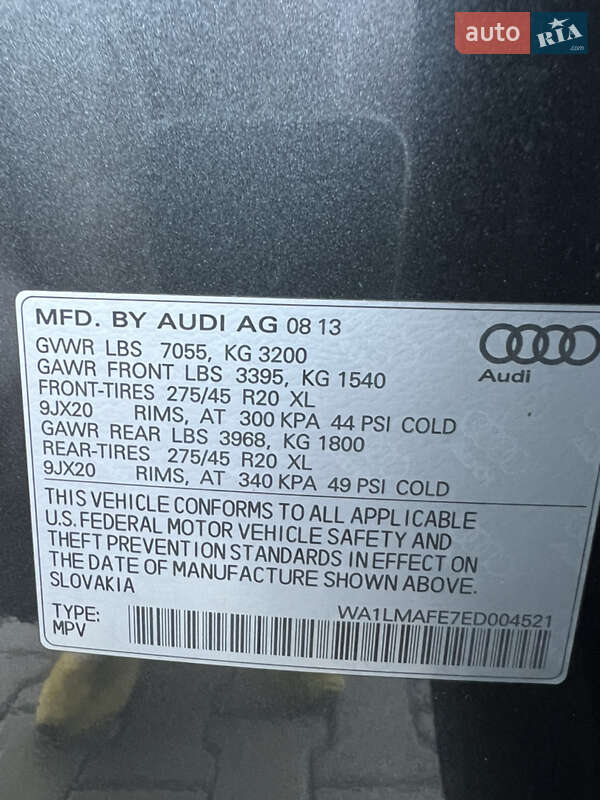 auto RIA.com
MFD. BY AUDI AG 08 13
GVWR LBS 7055, KG 3200
GAWR FRONT LBS 3395, KG 1540
FRONT-TIRES 275/45 R20 XL
9JX20 RIMS, AT 300 KPA 44 PSI COLD
GAWR REAR LBS 3968, KG 1800
REAR-TIRES 275/45 R20 XL
9JX20 RIMS, AT 340 KPA 49 PSI COLD
Audi
THIS VEHICLE CONFORMS TO ALL APPLICABLE
U.S. FEDERAL MOTOR VEHICLE SAFETY AND
THEFT PREVENTION STANDARDS IN EFFECT ON
THE DATE OF MANUFACTURE SHOWN ABOVE.
SLOVAKIA
TYPE: WA1LMAFE7ED004521
MPV